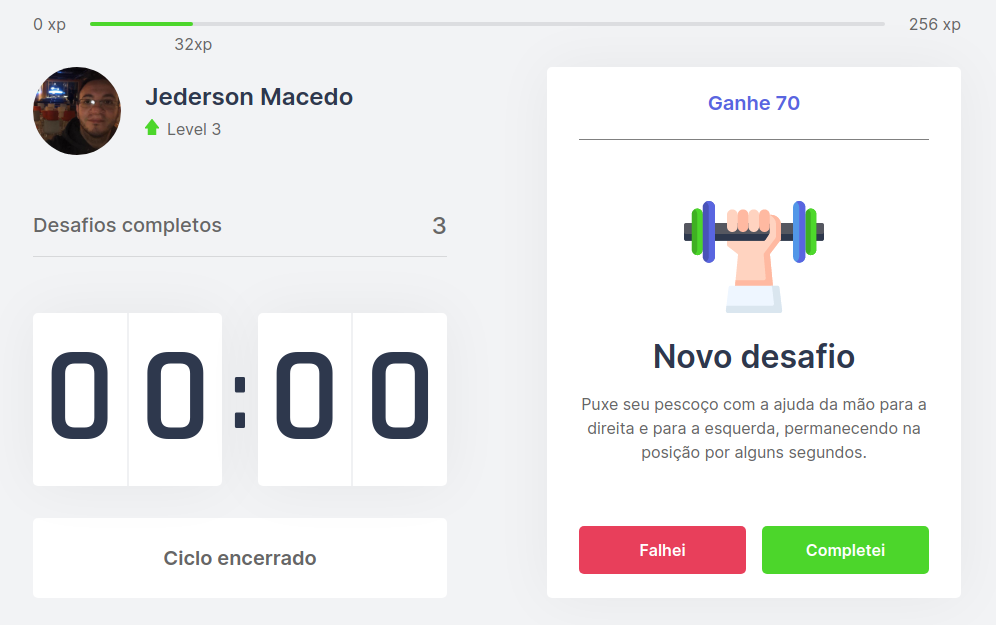 0 xp
256 xp
32xp
Jederson Macedo
Level 3
Desafios completos
3
00:00
Ciclo encerrado
Ganhe 70
Novo desafio
Puxe seu pescoço com a ajuda da mão para a
direita e para a esquerda, permanecendo na
posição por alguns segundos.
Falhei
Completei